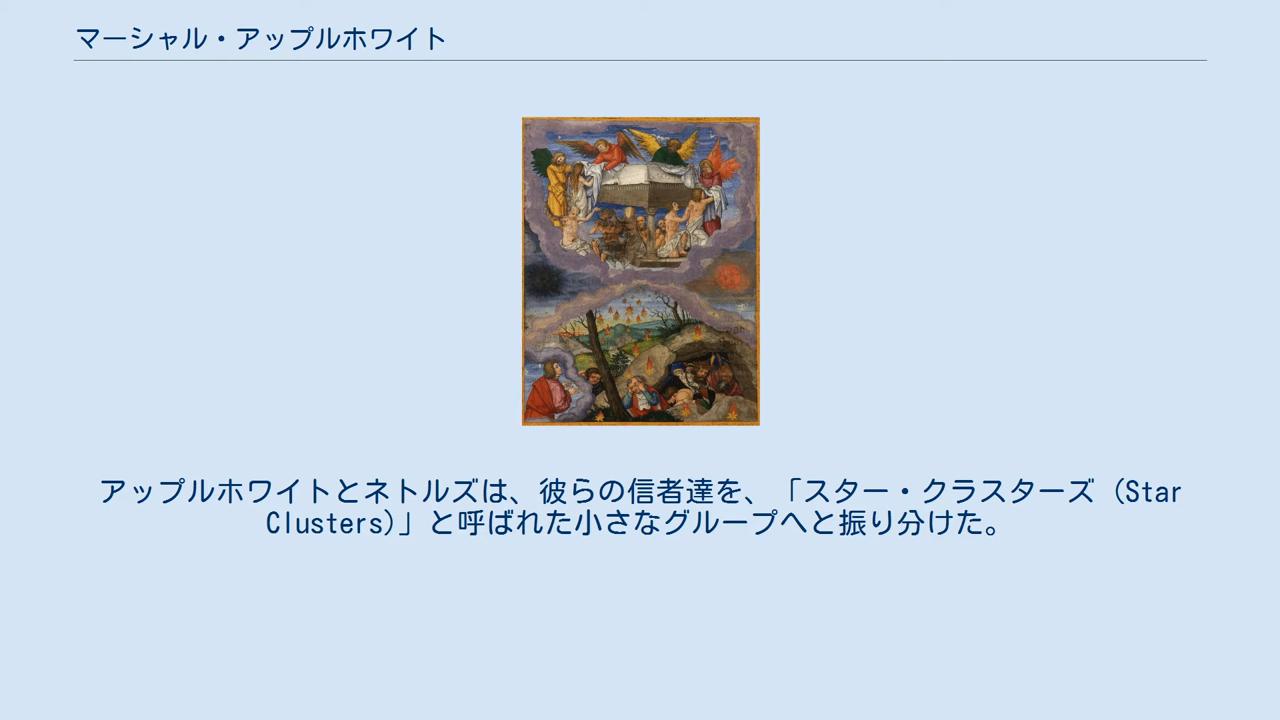 マーシャル・アップルホワイト
アップルホワイトとネトルズは、彼らの信者達を、「スター・クラスターズ（Star
Clusters)」と呼ばれた小さなグループへと振り分けた。